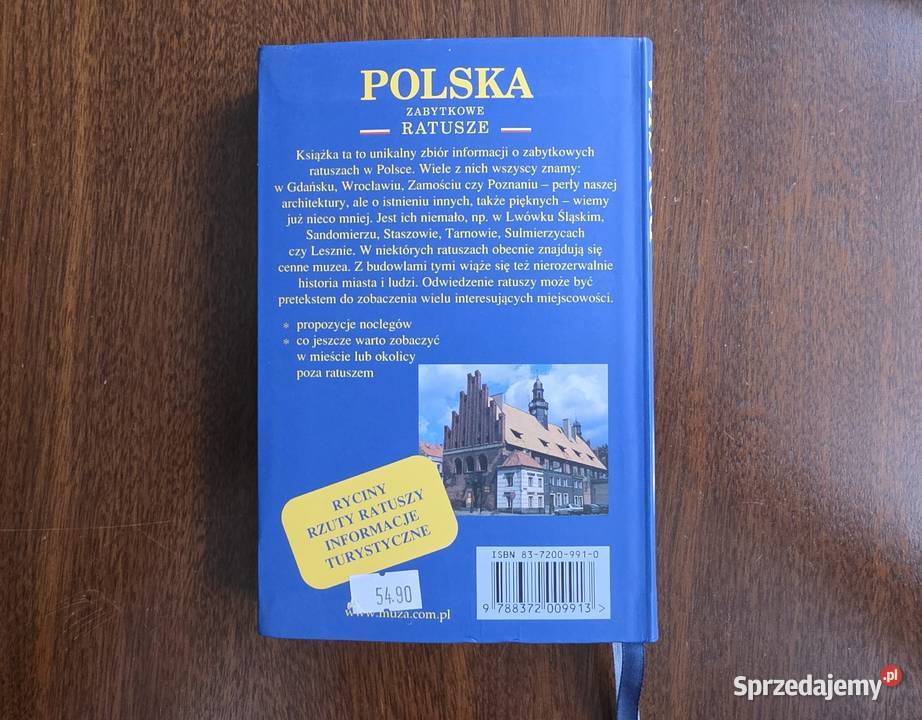 POLSKA
ZABYTKOWE
RATUSZE
Książka ta to unikalny zbiór informacji o zabytkowych
ratuszach w Polsce. Wiele z nich wszyscy znamy:
w Gdańsku, Wrocławiu, Zamościu czy Poznaniu – perły naszej
architektury, ale o istnieniu innych, także pięknych – wiemy
już nieco mniej. Jest ich niemało, np. w Lwówku Śląskim,
Sandomierzu, Staszowie, Tarnowie, Sulmierzycach
czy Lesznie. W niektórych ratuszach obecnie znajdują się
cenne muzea. Z budowlami tymi wiąże się też nierozerwalnie
historia miasta i ludzi. Odwiedzenie ratuszy może być
pretekstem do zobaczenia wielu interesujących miejscowości.
* propozycje noclegów
* co jeszcze warto zobaczyć
w mieście lub okolicy
poza ratuszem
RYCINY
RZUTY RATUSZY
INFORMACJE
TURYSTYCZNE
54.90
www.muza.com.pl
ISBN 83-7200-991-0
9 788372 009913 >
Sprzedajemy.pl